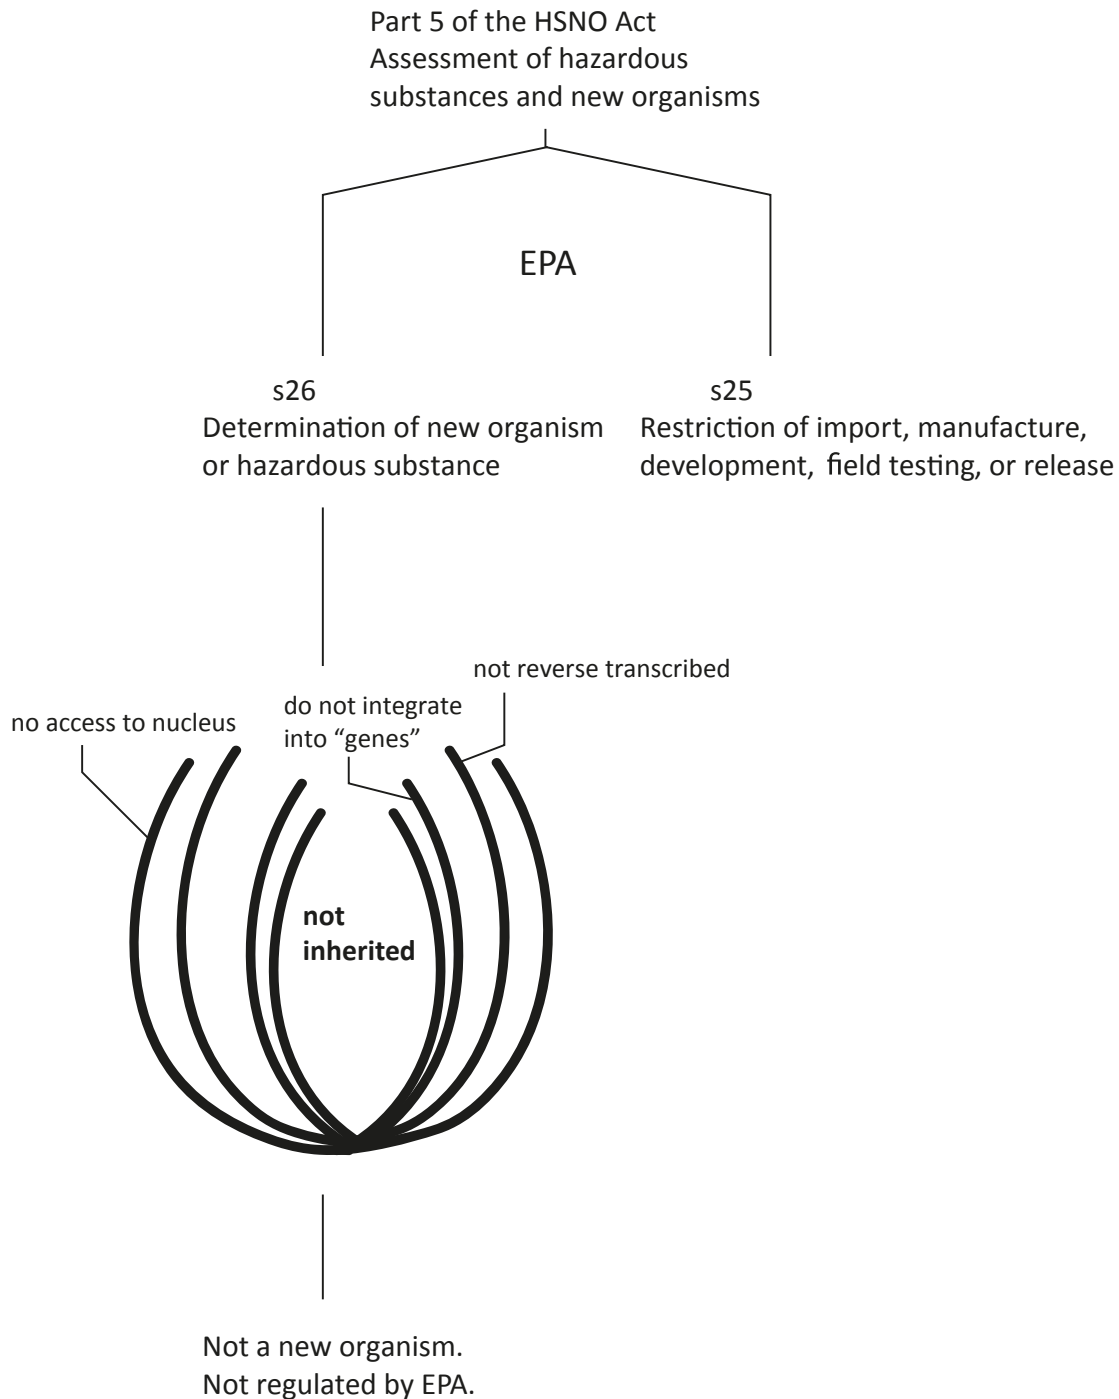 Part 5 of the HSNO Act
Assessment of hazardous
substances and new organisms
EPA
s26
Determination of new organism
or hazardous substance
s25
Restriction of import, manufacture,
development, field testing, or release
not reverse transcribed
do not integrate
into “genes”
no access to nucleus
not
inherited
Not a new organism.
Not regulated by EPA.